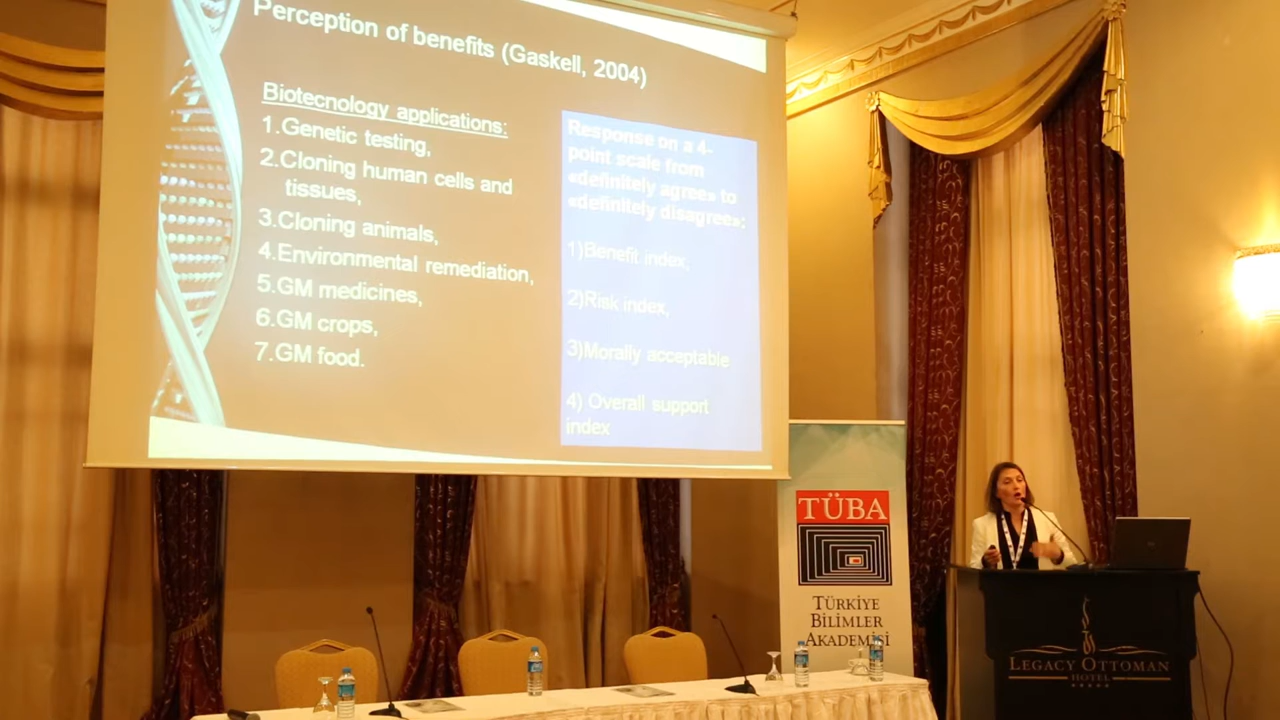 Perception of benefits (Gaskell, 2004)
Biotecnology applications:
1.Genetic testing,
2.Cloning human cells and
tissues,
3.Cloning animals,
4.Environmental remediation,
5.GM medicines,
6.GM crops,
7.GM food.
Response on a 4-
point scale from
«definitely agree» to
«definitely disagree»:
1)Benefit index,
2)Risk index,
3)Morally acceptable
4) Overall support
index
TÜBA
TÜRKİYE
BİLİMLER
AKADEMİSİ
LEGACY OTTOMAN
HOTEL